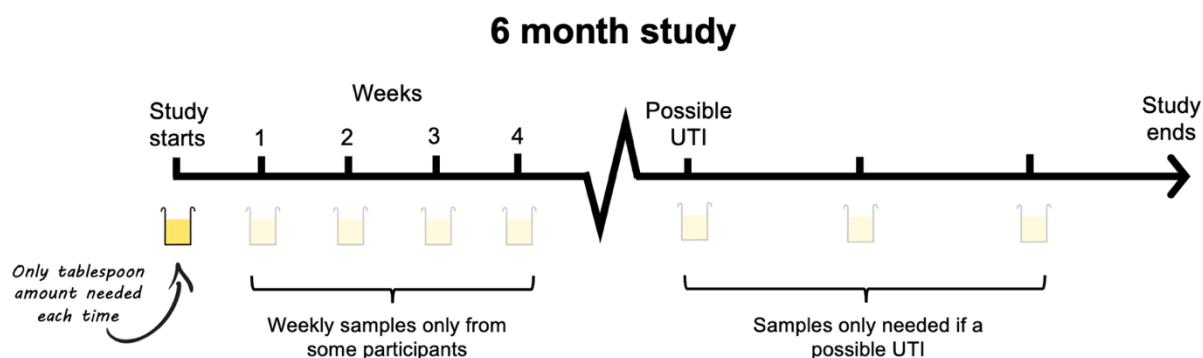 6 month study
Weeks
Study
starts
1 2 3 4
Possible
UTI
Study
ends
Only tablespoon
amount needed
each time
Weekly samples only from
some participants
Samples only needed if a
possible UTI